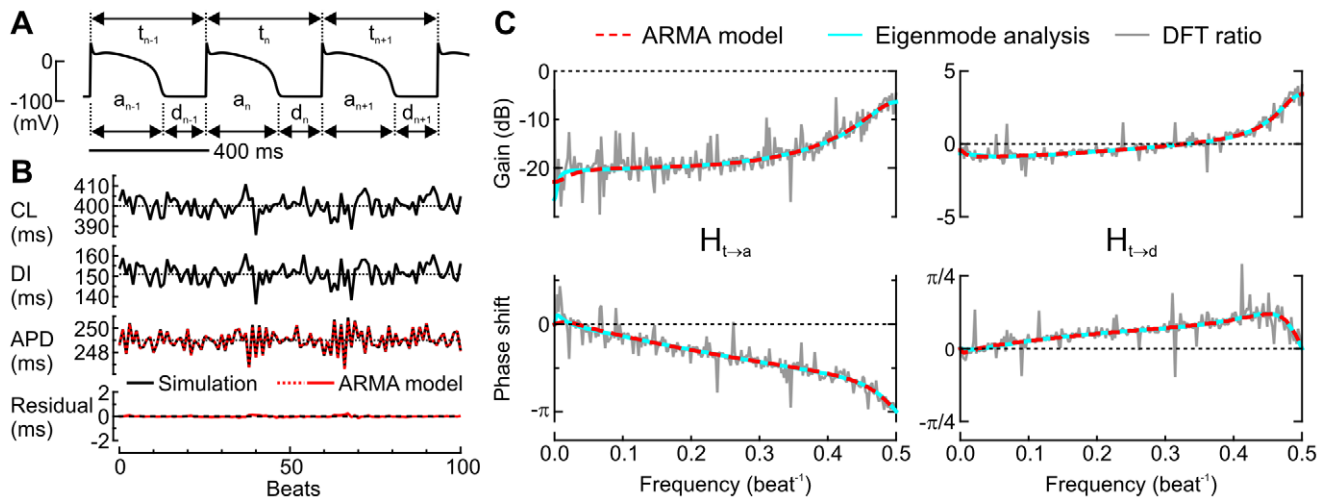 A
t_{n-1} t_n t_{n+1}
0
-100
(mV)
a_{n-1} d_{n-1} a_n d_n a_{n+1} d_{n+1}
400 ms
B
CL
(ms)
410
400
390
DI
(ms)
160
150
140
APD
(ms)
250
248
Simulation ARMA model
Residual
(ms)
2
0
-2
0 50 100
Beats
C
ARMA model Eigenmode analysis DFT ratio
Gain (dB)
0
-10
-20
-30
5
0
-5
H_{t→a} H_{t→d}
Phase shift
0
-π
π/4
0
-π/4
0.0 0.1 0.2 0.3 0.4 0.5
0.0 0.1 0.2 0.3 0.4 0.5
Frequency (beat⁻¹) Frequency (beat⁻¹)